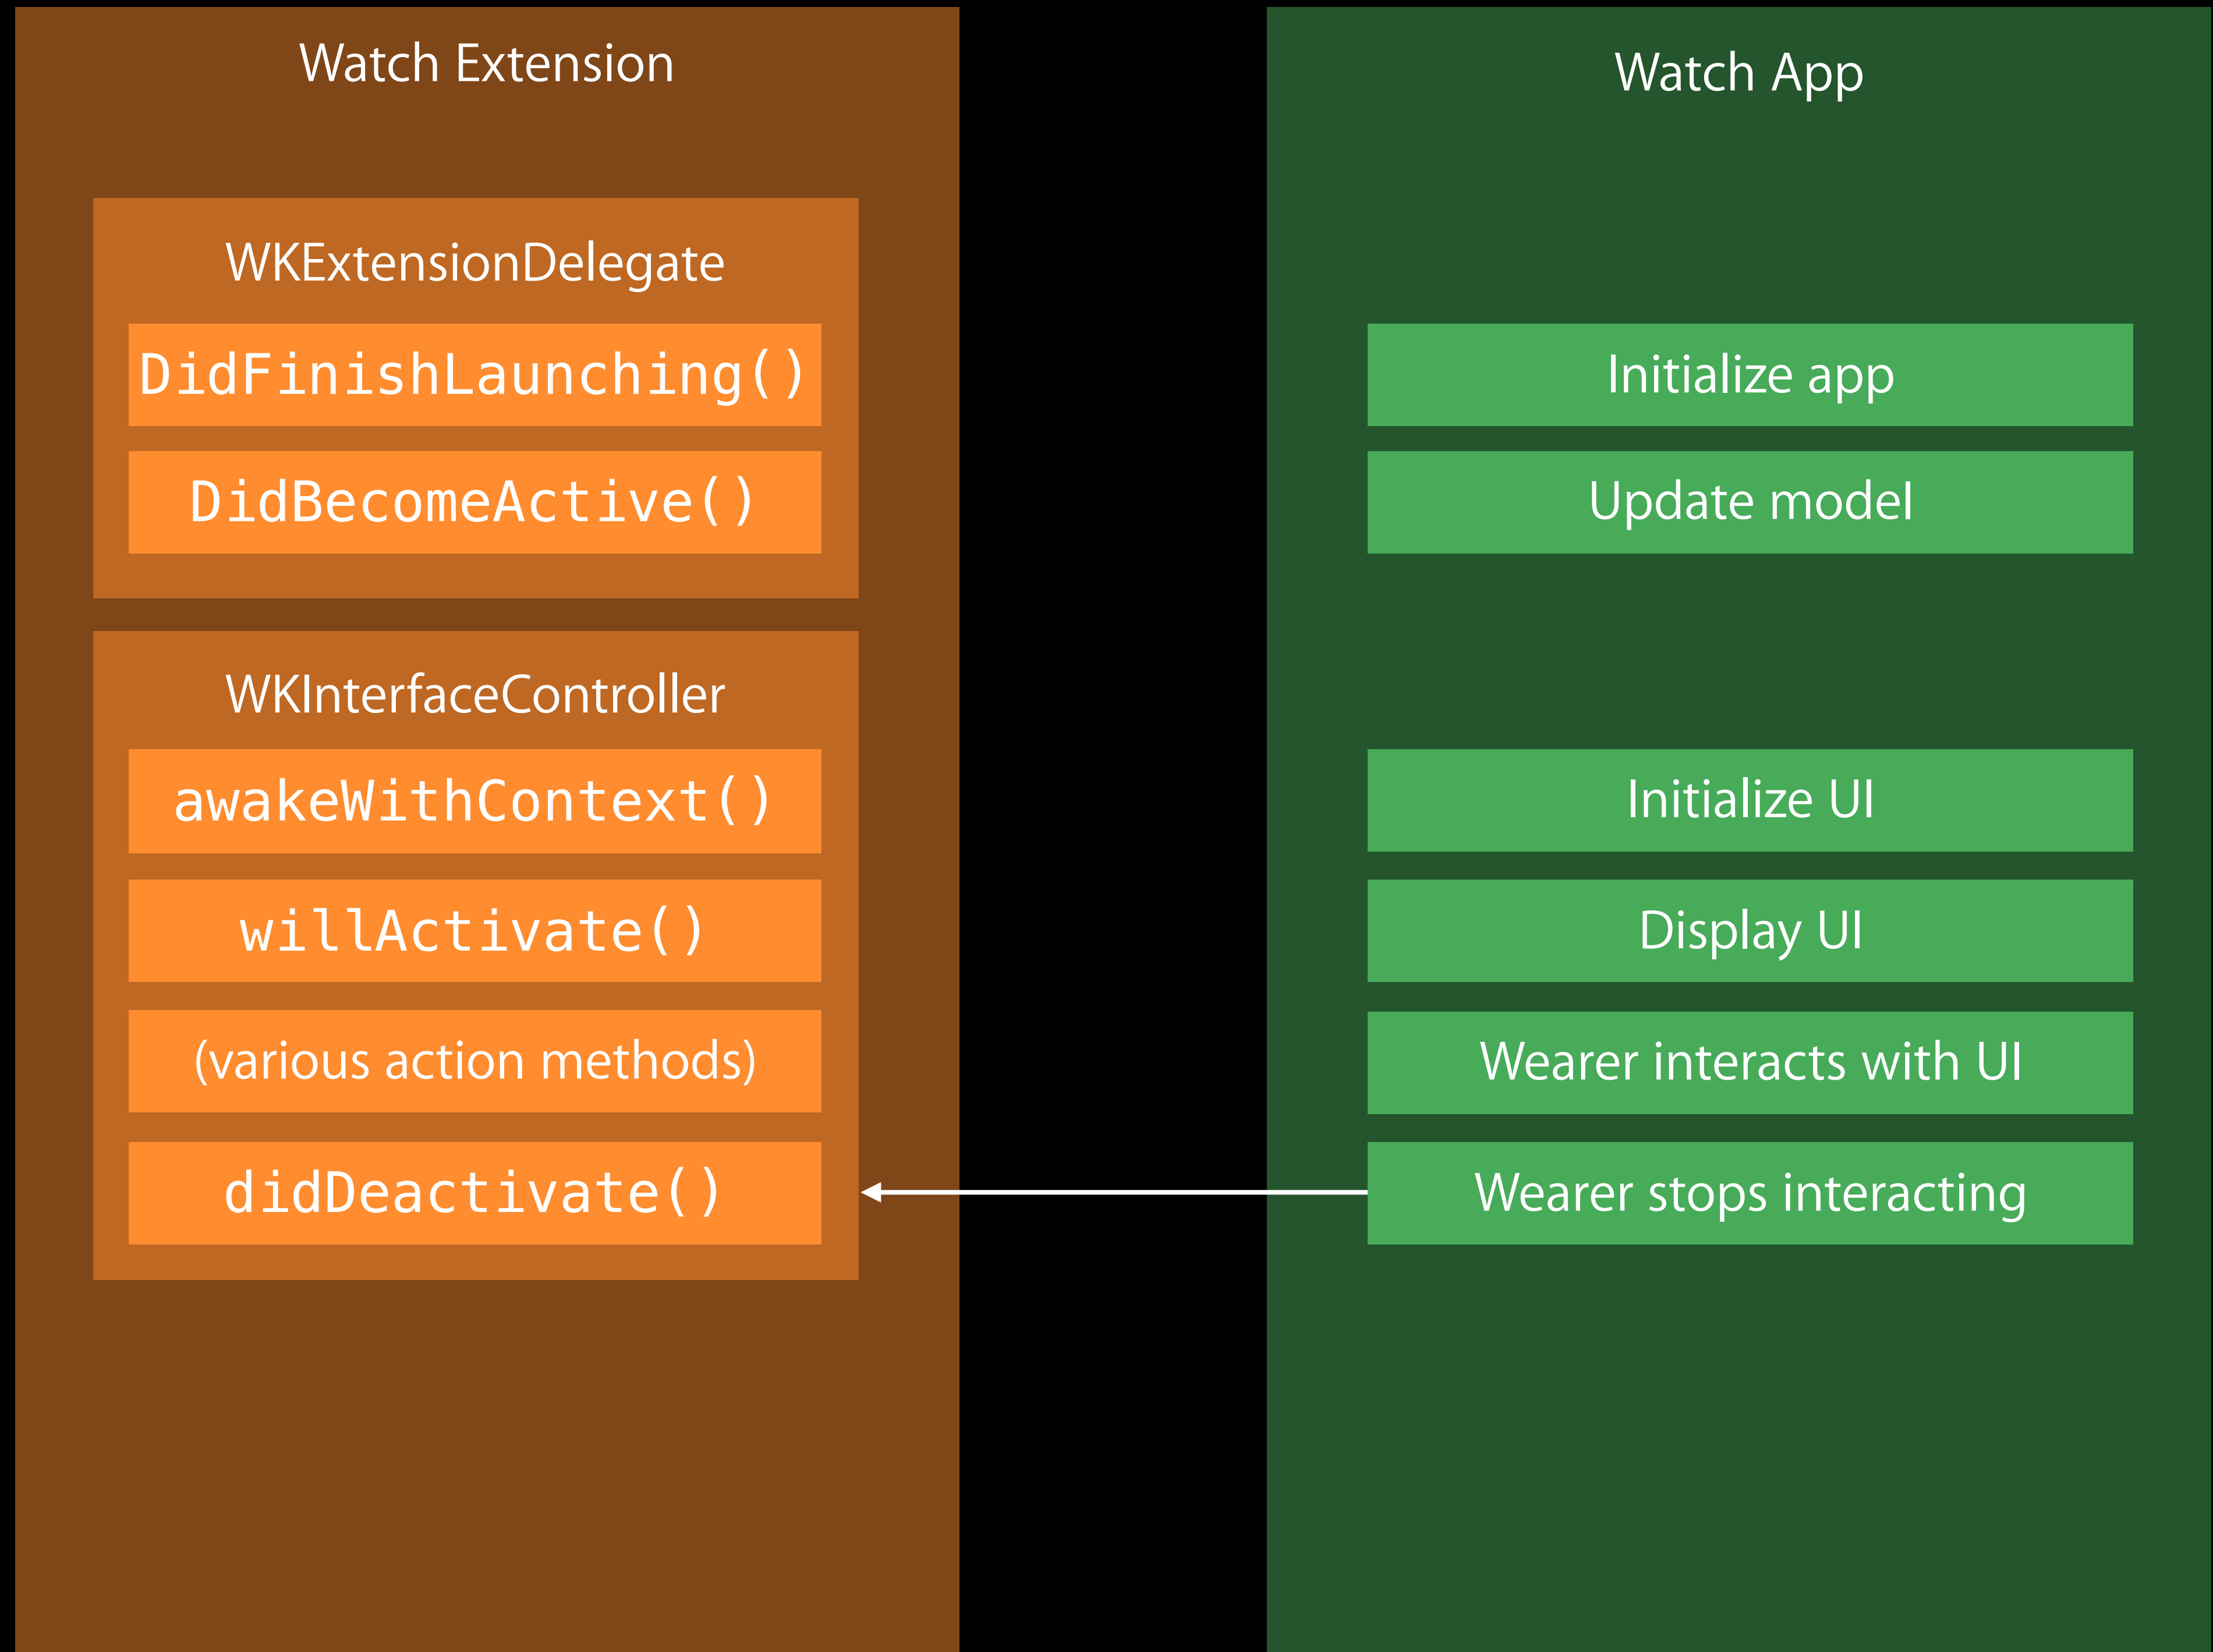 Watch Extension
WKExtensionDelegate
DidFinishLaunching()
DidBecomeActive()
WKInterfaceController
awakeWithContext()
willActivate()
(various action methods)
didDeactivate()
Watch App
Initialize app
Update model
Initialize UI
Display UI
Wearer interacts with UI
Wearer stops interacting